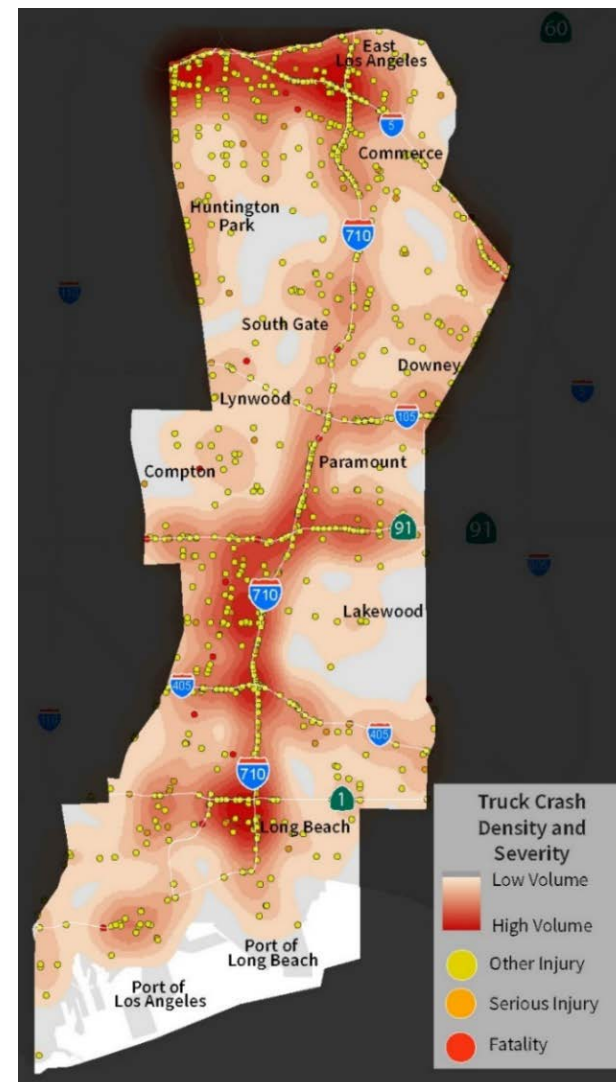 60
East
Los Angeles
5
Commerce
Huntington
Park
710
South Gate
Downey
Lynwood
105
Compton
Paramount
91
91
710
Lakewood
405
405
710
1
Long Beach
Port of
Long Beach
Port of
Los Angeles
Truck Crash
Density and
Severity
Low Volume
High Volume
Other Injury
Serious Injury
Fatality